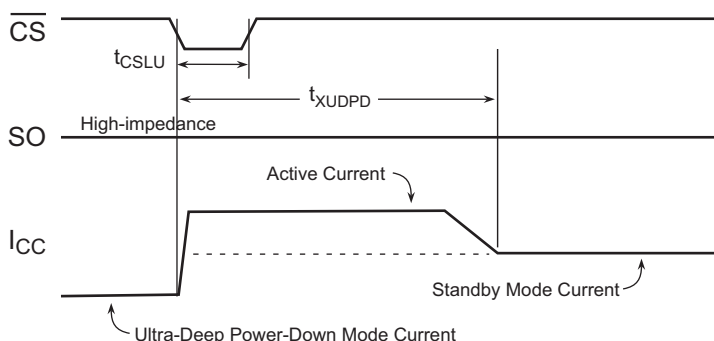 CS
tCSLU
tXUDPD
High-impedance
SO
Active Current
ICC
Standby Mode Current
Ultra-Deep Power-Down Mode Current